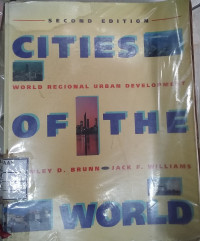 SECOND EDITION
CITIES
WORLD REGIONAL URBAN DEVELOPMENT
OF THE
D. BRUNN JACK F. WILLIAMS
WORLD